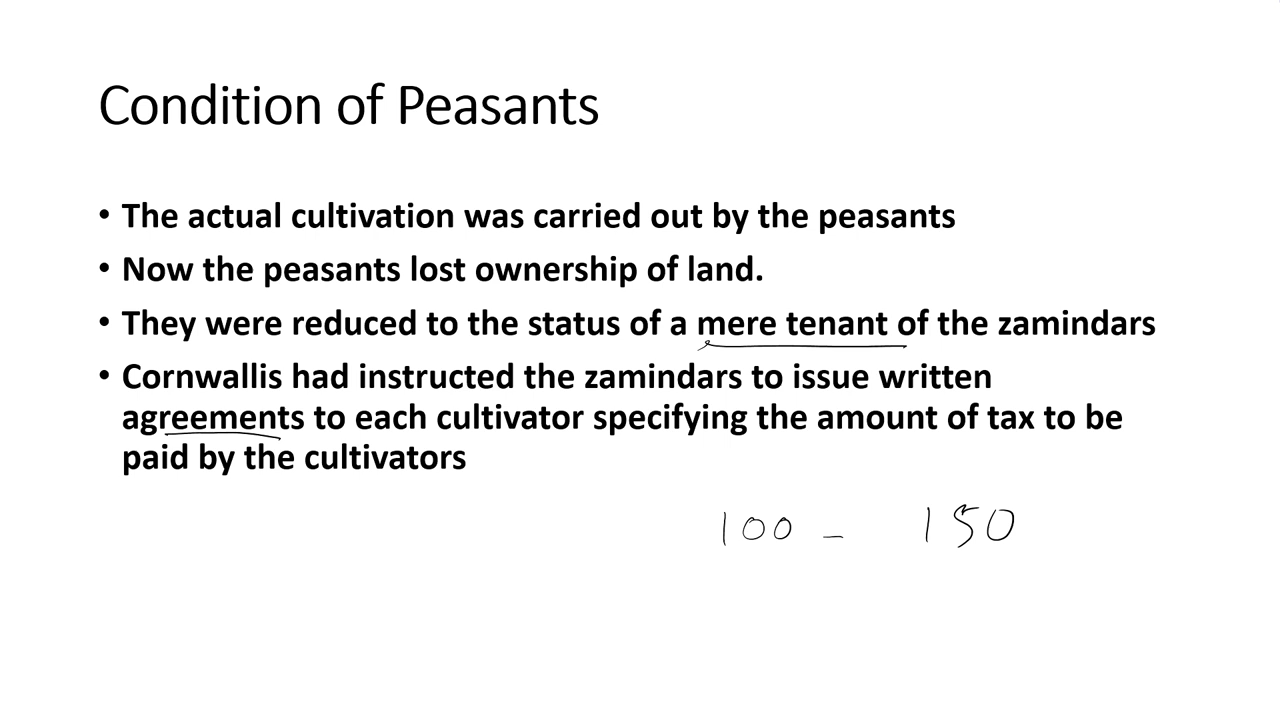 Condition of Peasants
• The actual cultivation was carried out by the peasants
• Now the peasants lost ownership of land.
• They were reduced to the status of a mere tenant of the zamindars
• Cornwallis had instructed the zamindars to issue written
agreements to each cultivator specifying the amount of tax to be
paid by the cultivators
100 - 150